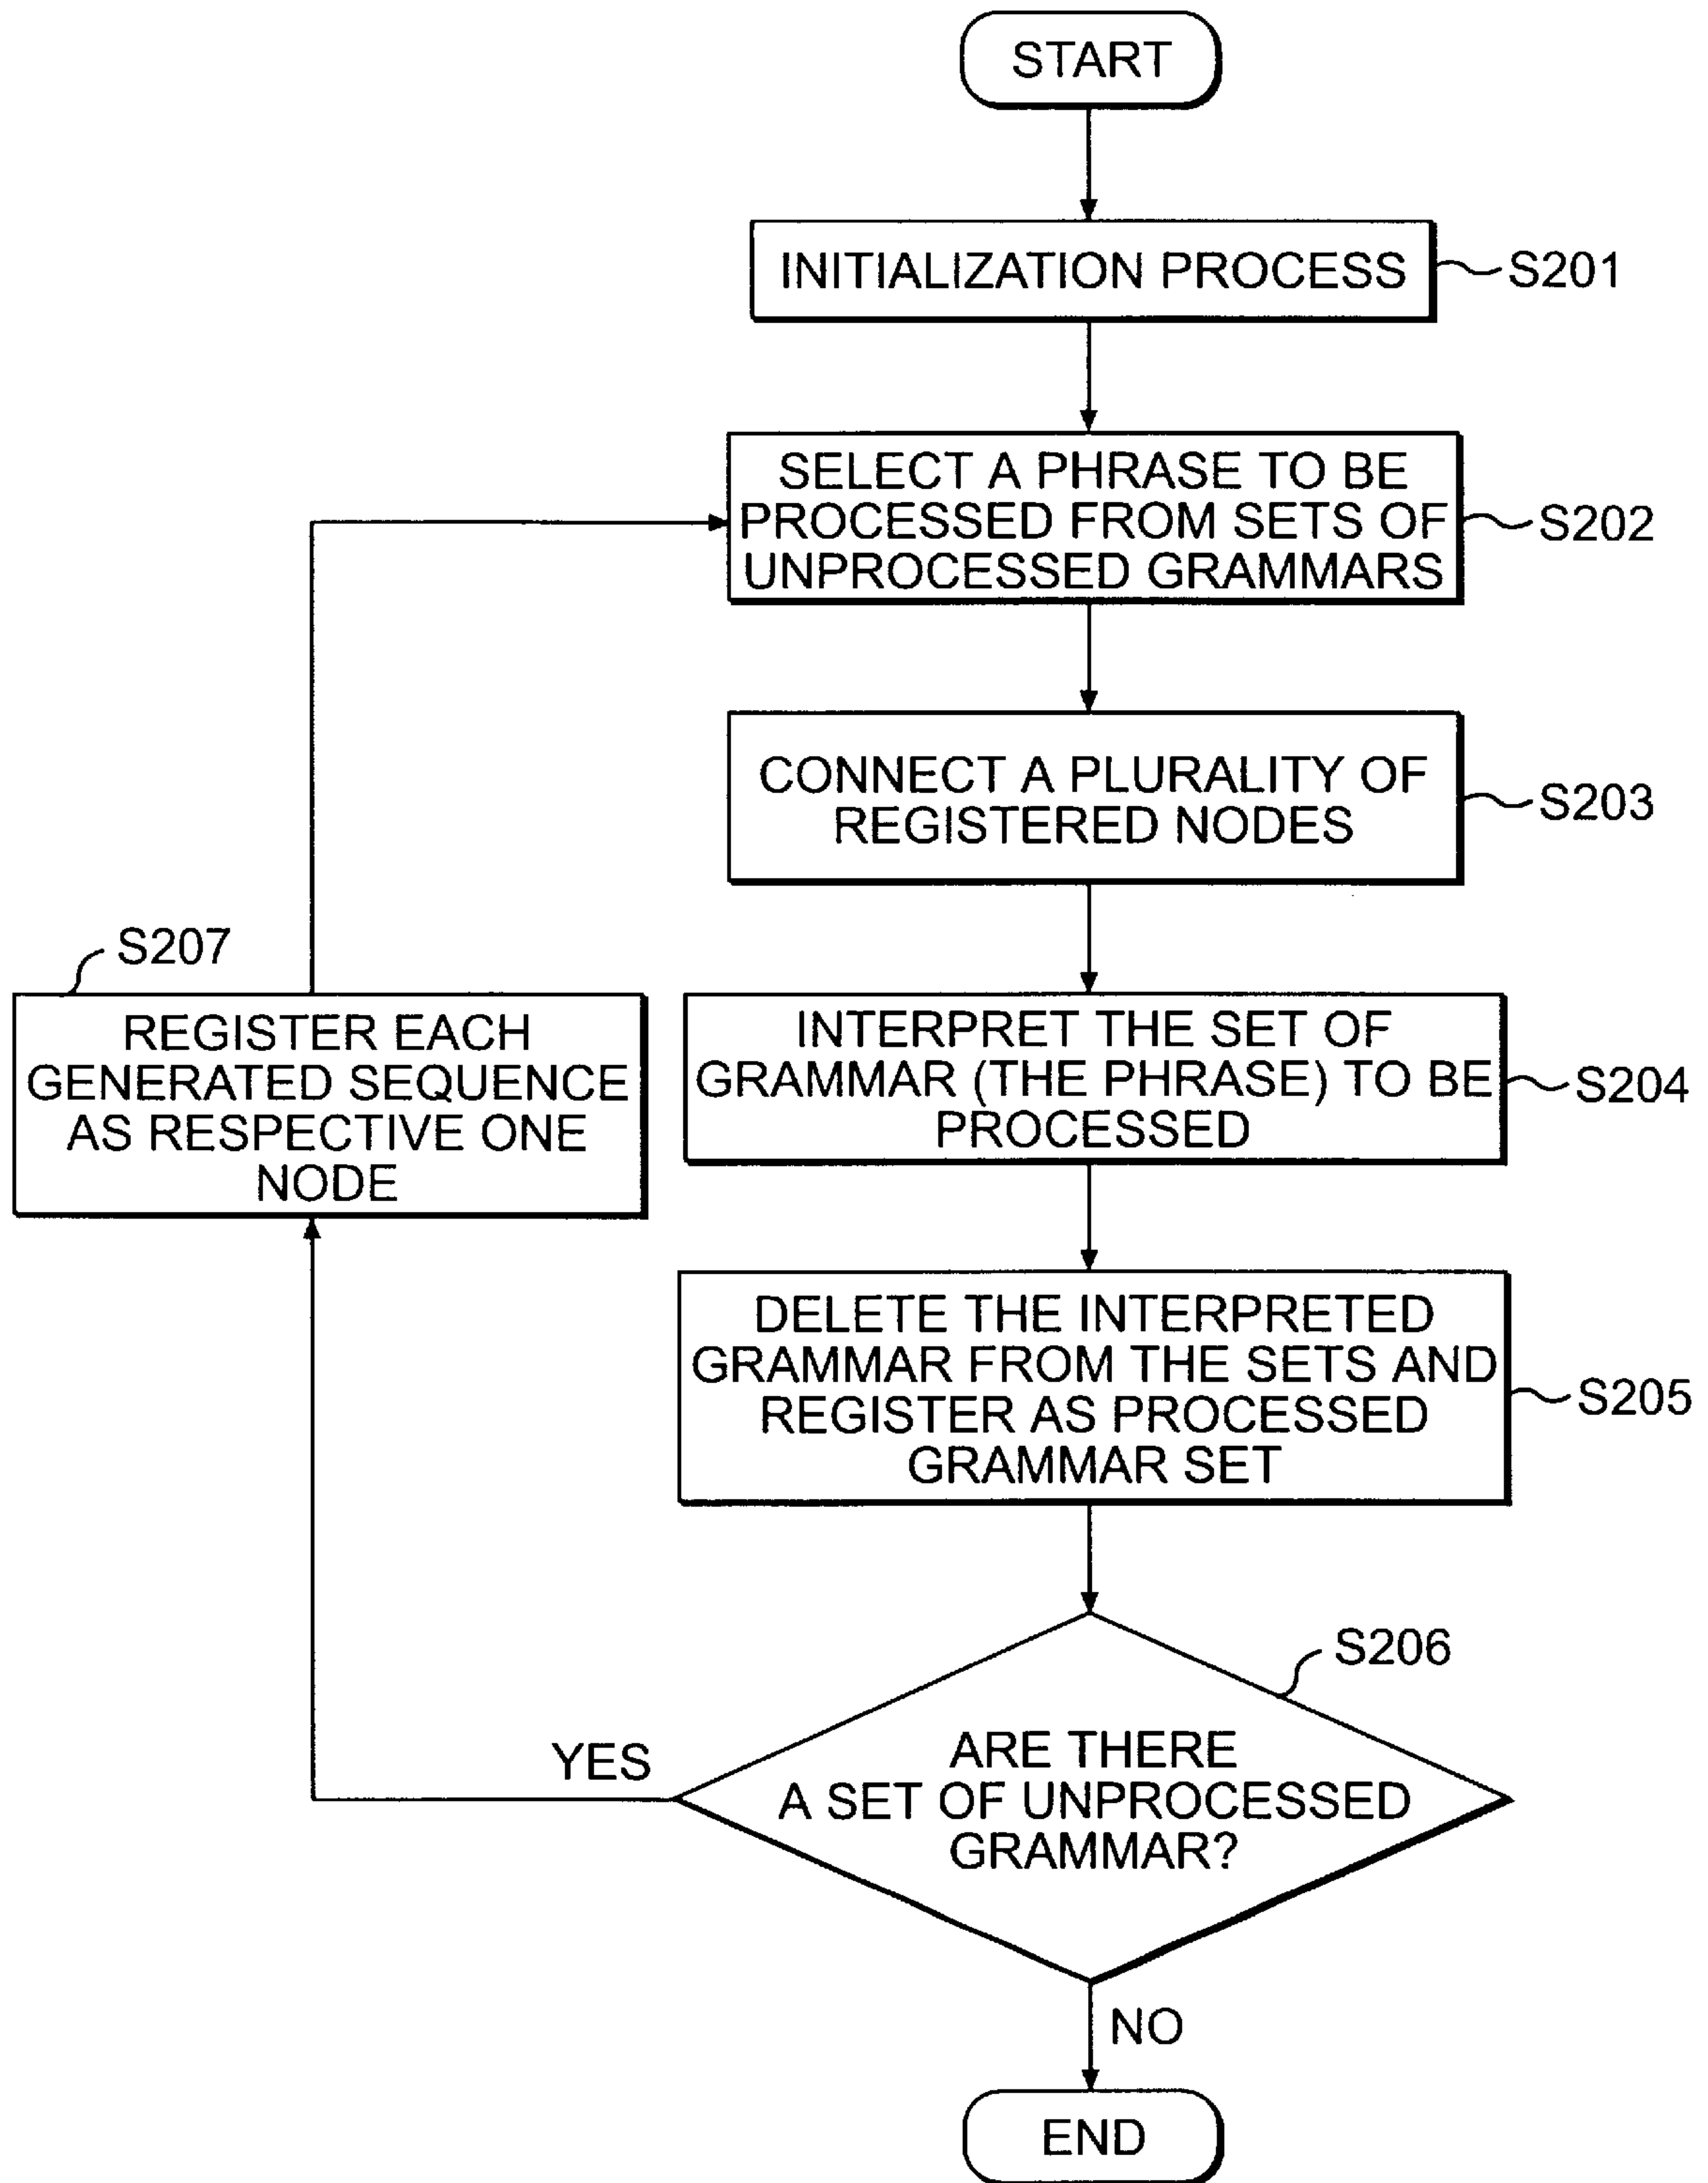 START
INITIALIZATION PROCESS
S201
SELECT A PHRASE TO BE
PROCESSED FROM SETS OF
UNPROCESSED GRAMMARS
S202
CONNECT A PLURALITY OF
REGISTERED NODES
S203
S207
REGISTER EACH
GENERATED SEQUENCE
AS RESPECTIVE ONE
NODE
INTERPRET THE SET OF
GRAMMAR (THE PHRASE) TO BE
PROCESSED
S204
DELETE THE INTERPRETED
GRAMMAR FROM THE SETS AND
REGISTER AS PROCESSED
GRAMMAR SET
S205
S206
ARE THERE
A SET OF UNPROCESSED
GRAMMAR?
YES
NO
END